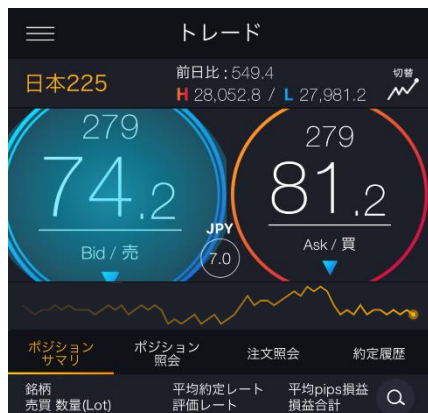 トレード
日本225
前日比:549.4
H 28,052.8 / L 27,981.2
切替
279
74.2
Bid / 売
JPY
7.0
279
81.2
Ask / 買
ポジション
サマリ
ポジション
照会
注文照会
約定履歴
銘柄
売買 数量(Lot)
平均約定レート
評価レート
平均pips損益
損益合計